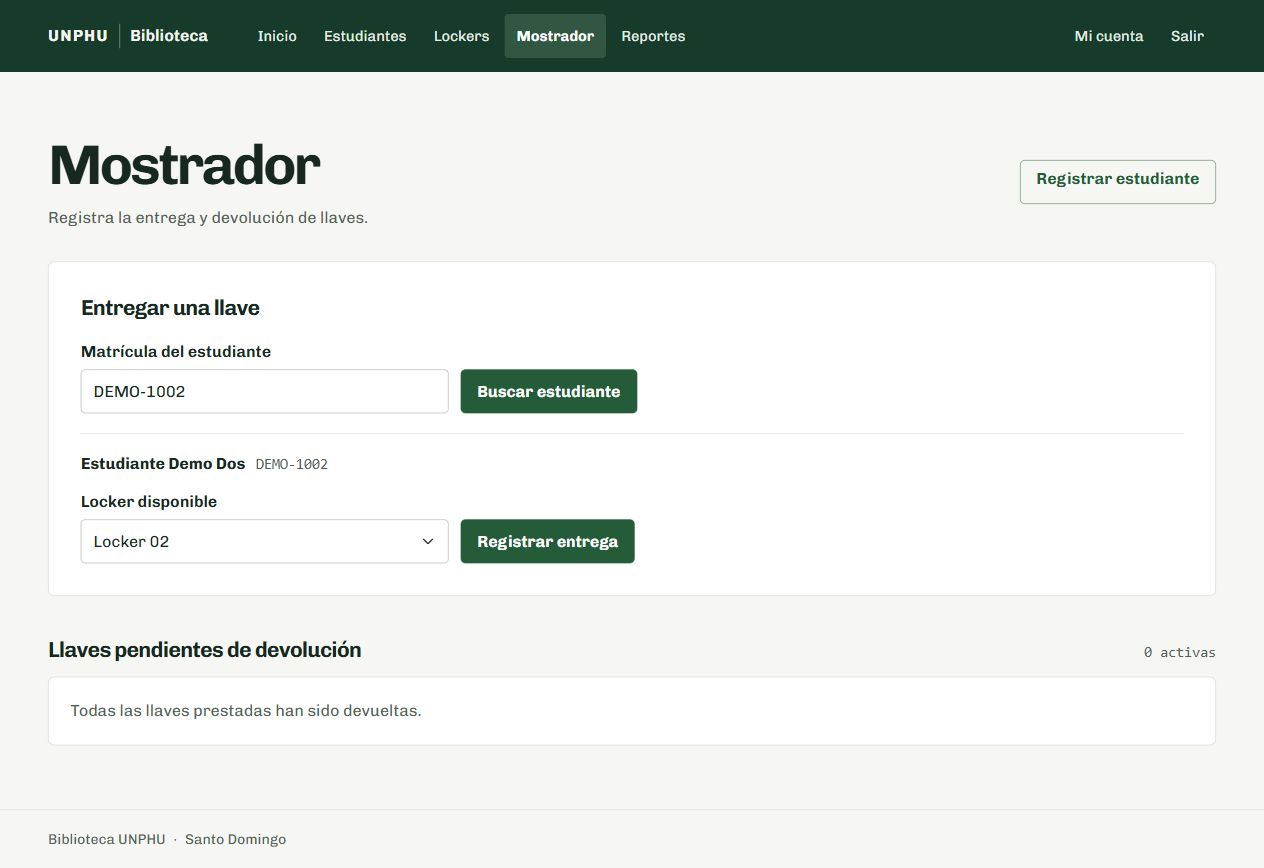 UNPHU Biblioteca Inicio Estudiantes Lockers Mostrador Reportes Mi cuenta Salir
Mostrador
Registra la entrega y devolución de llaves.
Registrar estudiante
Entregar una llave
Matrícula del estudiante
DEMO-1002 Buscar estudiante
Estudiante Demo Dos DEMO-1002
Locker disponible
Locker 02 Registrar entrega
Llaves pendientes de devolución 0 activas
Todas las llaves prestadas han sido devueltas.
Biblioteca UNPHU · Santo Domingo